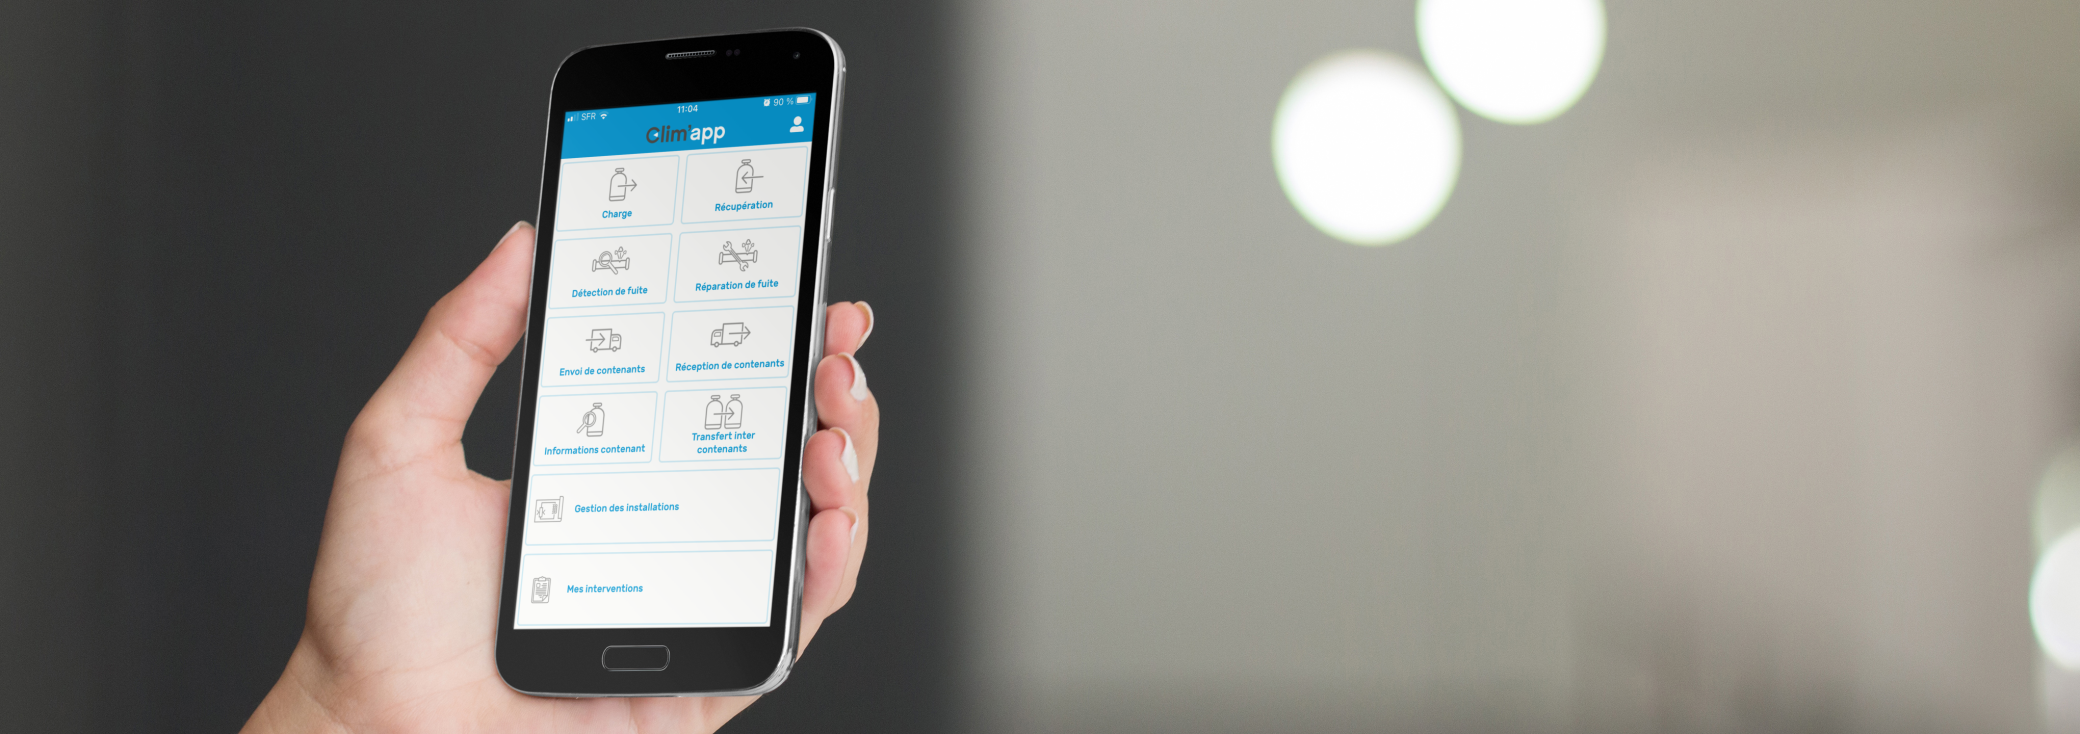 SFR
11:04
90 %
Clim'app
Charge
Récupération
Détection de fuite
Réparation de fuite
Envoi de contenants
Réception de contenants
Informations contenant
Transfert inter
contenants
Gestion des installations
Mes interventions